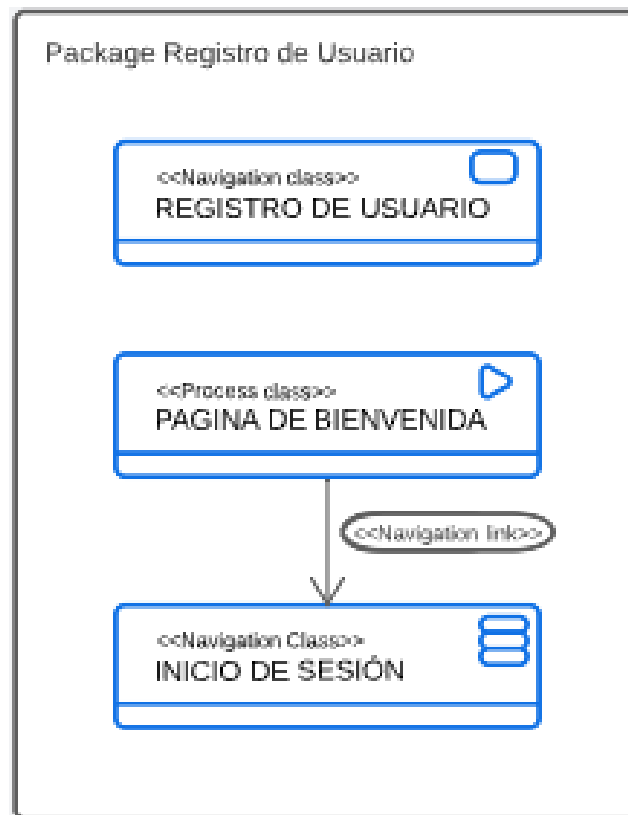 Package Registro de Usuario
<<Navigation class>>
REGISTRO DE USUARIO
<<Process class>>
PAGINA DE BIENVENIDA
<<Navigation link>>
<<Navigation Class>>
INICIO DE SESIÓN